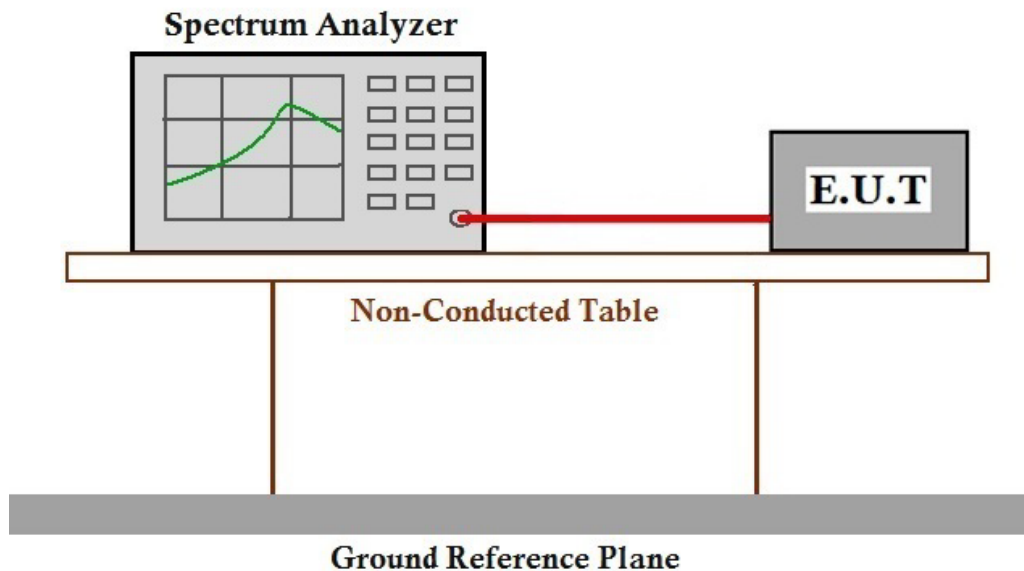 Spectrum Analyzer
E.U.T
Non-Conducted Table
Ground Reference Plane